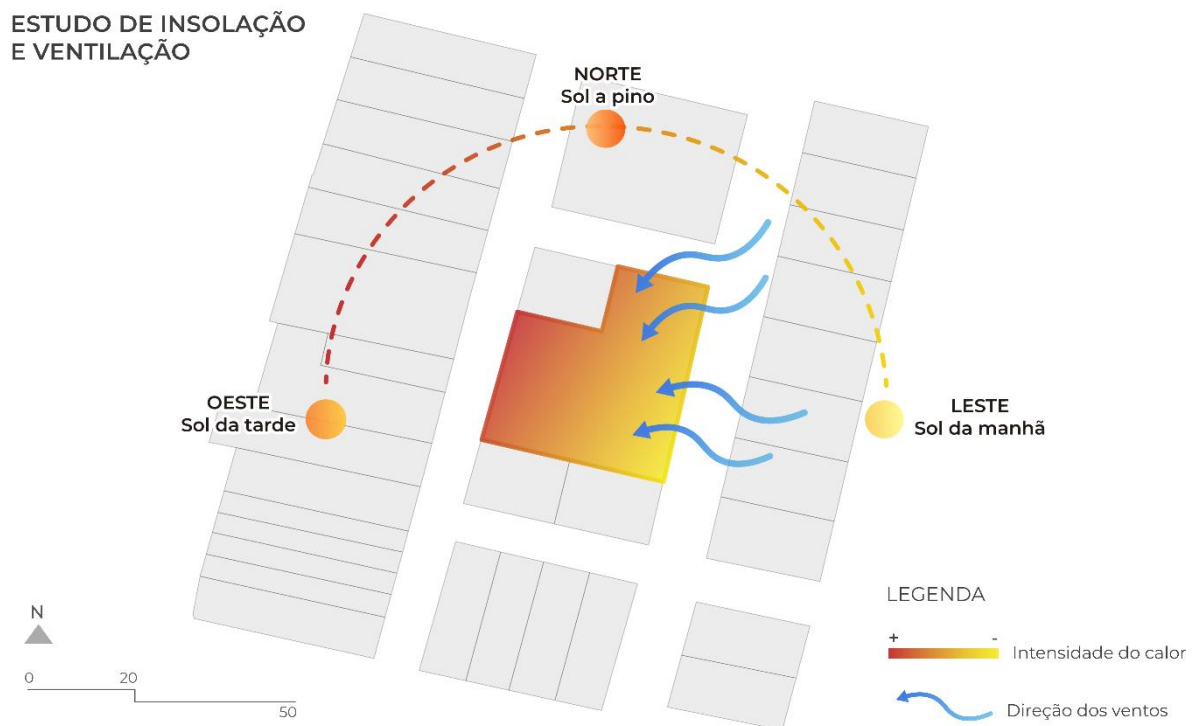 ESTUDO DE INSOLAÇÃO
E VENTILAÇÃO
NORTE
Sol a pino
OESTE
Sol da tarde
LESTE
Sol da manhã
N
0 20
50
LEGENDA
+ -
Intensidade do calor
Direção dos ventos